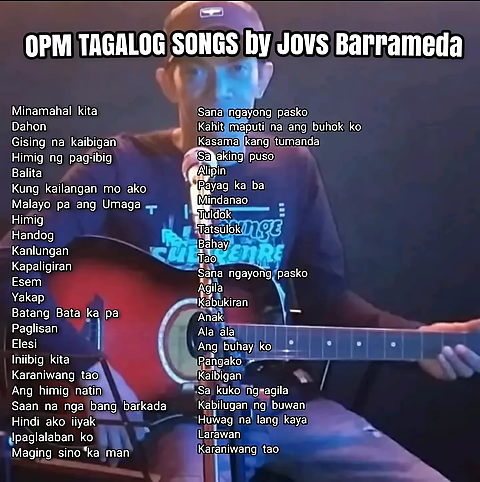 OPM TAGALOG SONGS by Jovs Barrameda
Minamahal kita
Dahon
Gising na kaibigan
Himig ng pag-ibig
Balita
Kung kailangan mo ako
Malayo pa ang Umaga
Himig
Handog
Kanlungan
Kapaligiran
Esem
Yakap
Batang Bata ka pa
Paglisan
Elesi
Iniibig kita
Karaniwang tao
Ang himig natin
Saan na nga bang barkada
Hindi ako iiyak
Ipaglalaban ko
Maging sino ka man
Sana ngayong pasko
Kahit maputi na ang buhok ko
Kasama kang tumanda
Sa aking puso
Alipin
Payag ka ba
Mindanao
Tuldok
Tatsulok
Bahay
Tao
Sana ngayong pasko
Agila
Kabukiran
Anak
Ala ala
Ang buhay ko
Pangako
Kaibigan
Sa kuko ng agila
Kabilugan ng buwan
Huwag na lang kaya
Larawan
Karaniwang tao